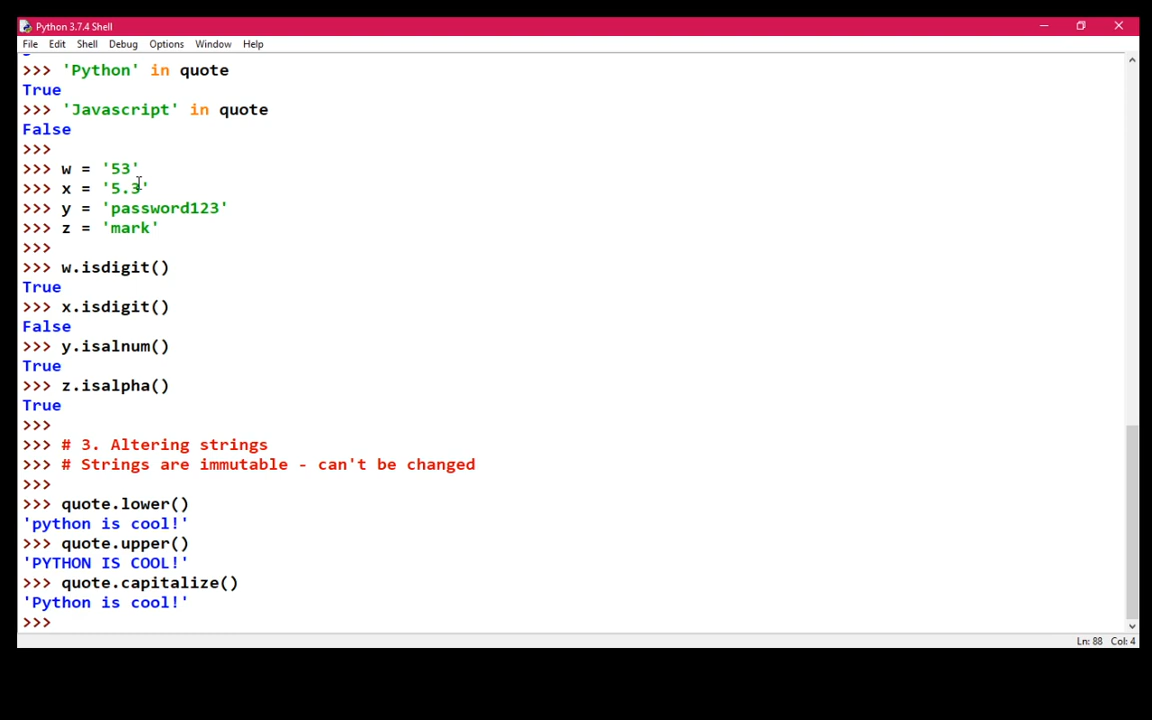 Python 3.7.4 Shell
File Edit Shell Debug Options Window Help
>>> 'Python' in quote
True
>>> 'Javascript' in quote
False
>>>
>>> w = '53'
>>> x = '5.3'
>>> y = 'password123'
>>> z = 'mark'
>>>
>>> w.isdigit()
True
>>> x.isdigit()
False
>>> y.isalnum()
True
>>> z.isalpha()
True
>>>
>>> # 3. Altering strings
>>> # Strings are immutable - can't be changed
>>>
>>> quote.lower()
'python is cool!'
>>> quote.upper()
'PYTHON IS COOL!'
>>> quote.capitalize()
'Python is cool!'
>>>
Ln: 88 Col: 4